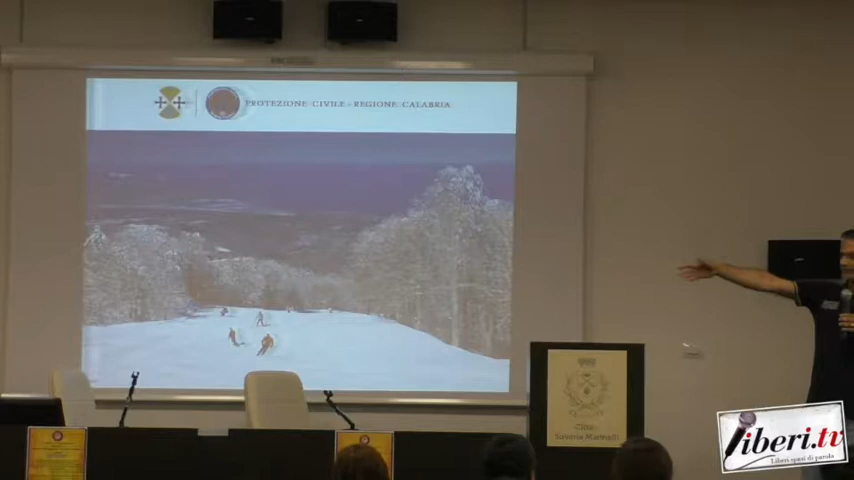 PROTEZIONE CIVILE - REGIONE CALABRIA
Città
Soveria Mannelli
liberi.tv
Liberi spazi di parola